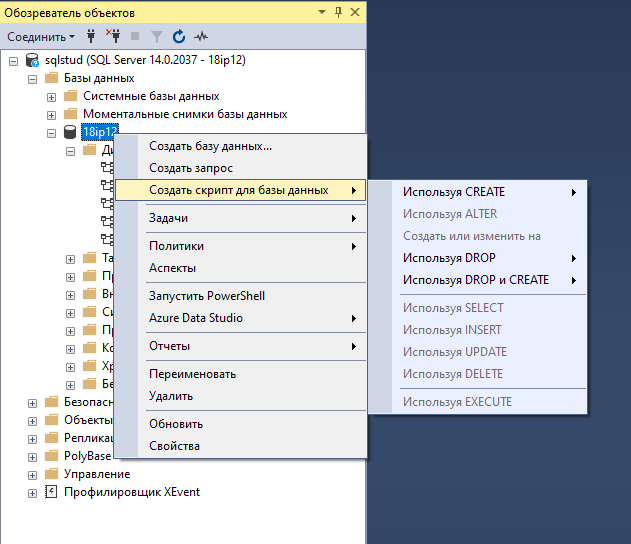 Обозреватель объектов
Соединить
sqlstud (SQL Server 14.0.2037 - 18ip12)
Базы данных
Системные базы данных
Моментальные снимки базы данных
18ip12
Ди
Та
Пр
Вн
Си
Пр
Ко
Хр
Бе
Безопасн
Объекты
Репликац
PolyBase
Управление
Профилировщик XEvent
Создать базу данных...
Создать запрос
Создать скрипт для базы данных
Задачи
Политики
Аспекты
Запустить PowerShell
Azure Data Studio
Отчеты
Переименовать
Удалить
Обновить
Свойства
Используя CREATE
Используя ALTER
Создать или изменить на
Используя DROP
Используя DROP и CREATE
Используя SELECT
Используя INSERT
Используя UPDATE
Используя DELETE
Используя EXECUTE